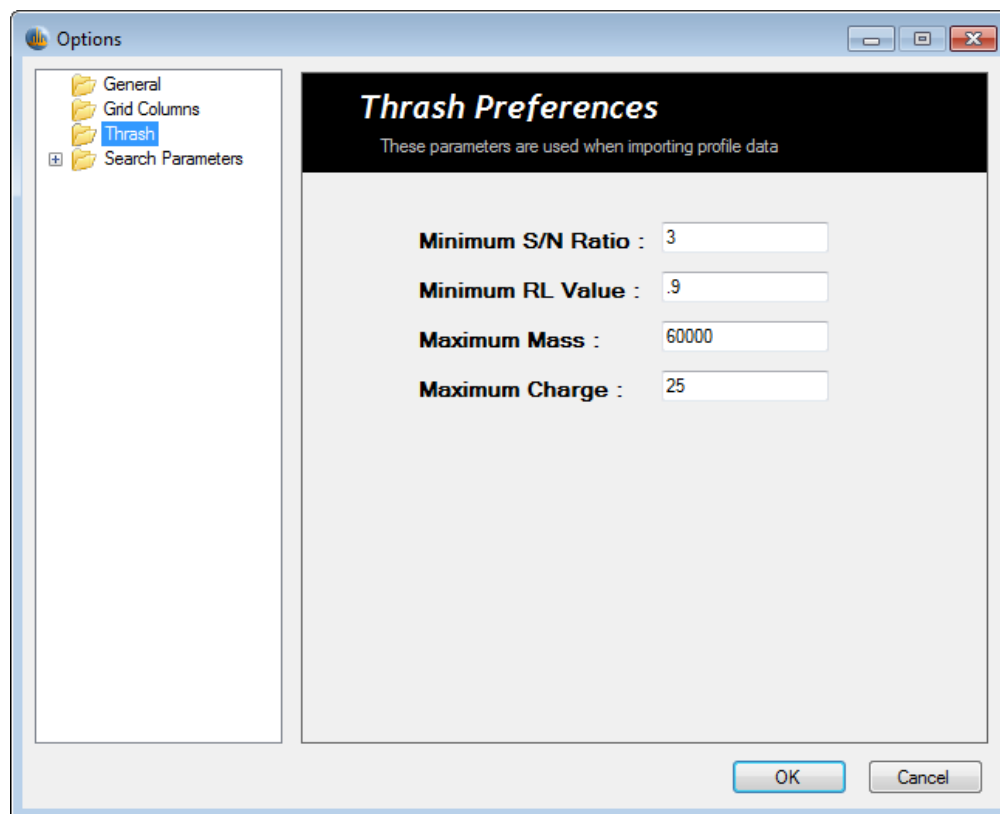 Options
General
Grid Columns
Thrash
Search Parameters
Thrash Preferences
These parameters are used when importing profile data
Minimum S/N Ratio : 3
Minimum RL Value : .9
Maximum Mass : 60000
Maximum Charge : 25
OK Cancel